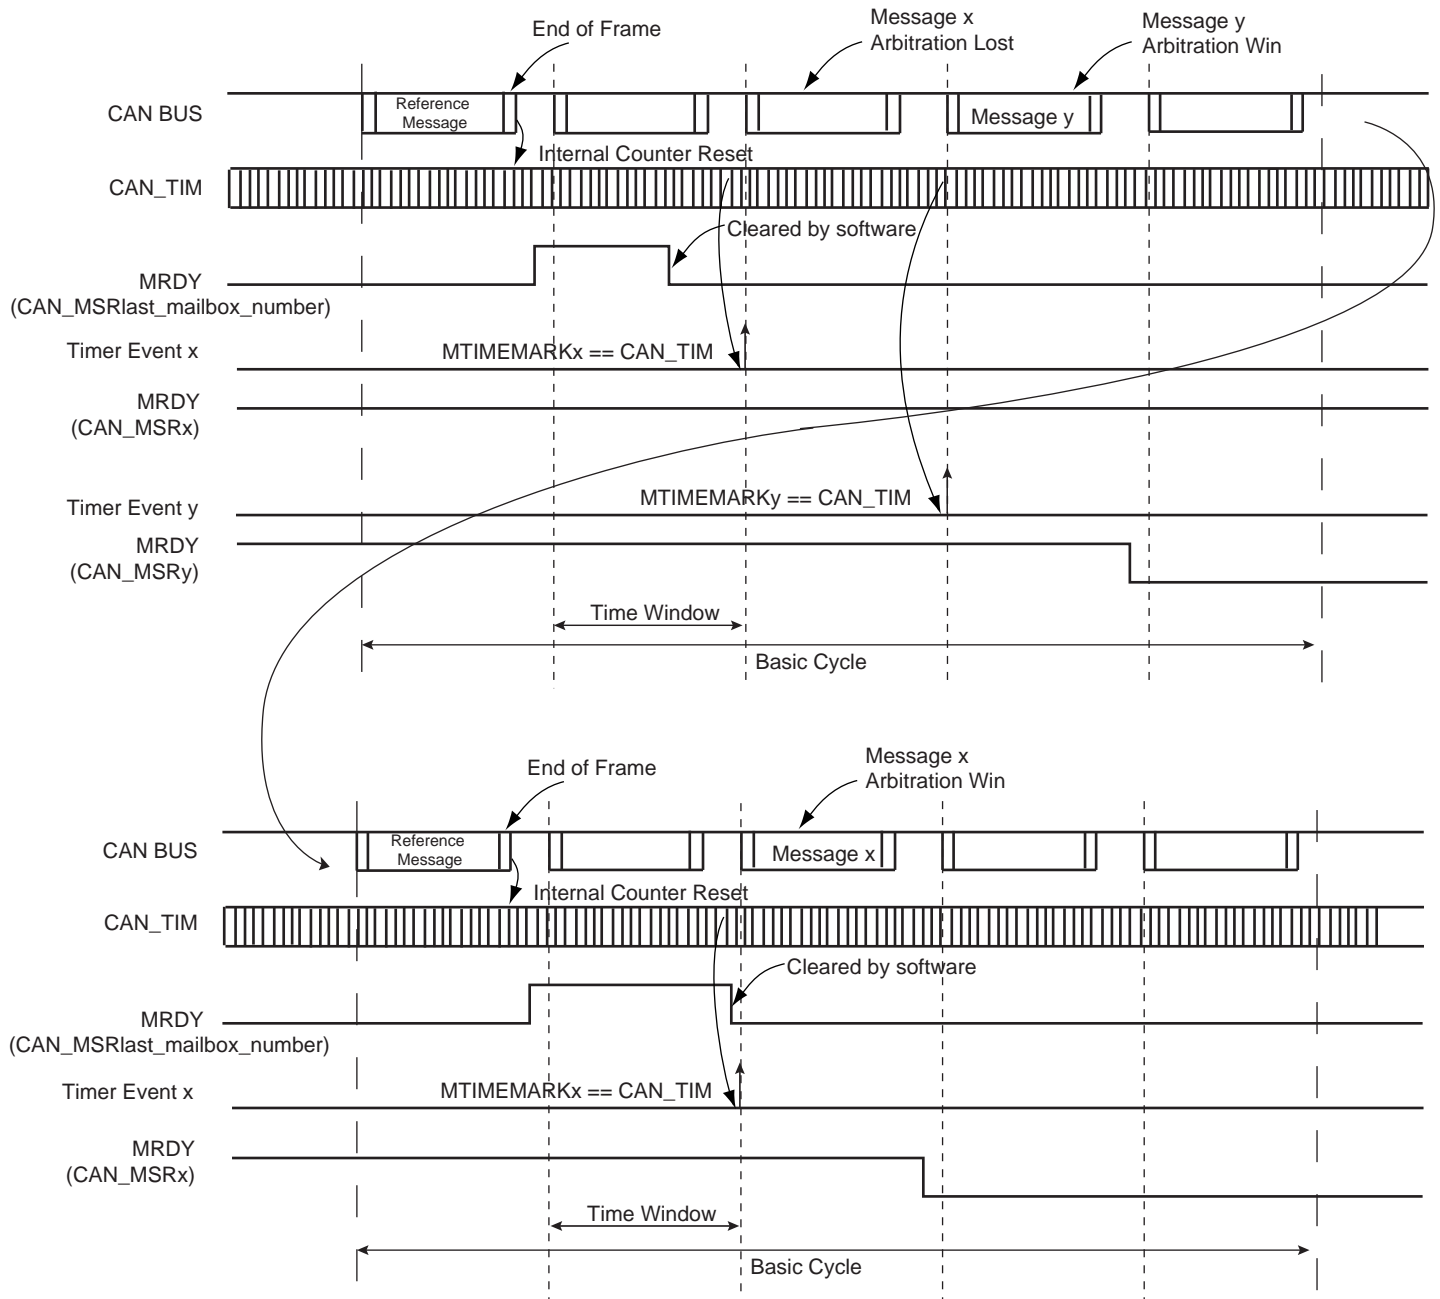 End of Frame
Message x
Arbitration Lost
Message y
Arbitration Win
CAN BUS
Reference
Message
Message y
Internal Counter Reset
CAN_TIM
Cleared by software
MRDY
(CAN_MSRlast_mailbox_number)
Timer Event x
MTIMEMARKx == CAN_TIM
MRDY
(CAN_MSRx)
Timer Event y
MTIMEMARKy == CAN_TIM
MRDY
(CAN_MSRy)
Time Window
Basic Cycle
End of Frame
Message x
Arbitration Win
CAN BUS
Reference
Message
Message x
Internal Counter Reset
CAN_TIM
Cleared by software
MRDY
(CAN_MSRlast_mailbox_number)
Timer Event x
MTIMEMARKx == CAN_TIM
MRDY
(CAN_MSRx)
Time Window
Basic Cycle